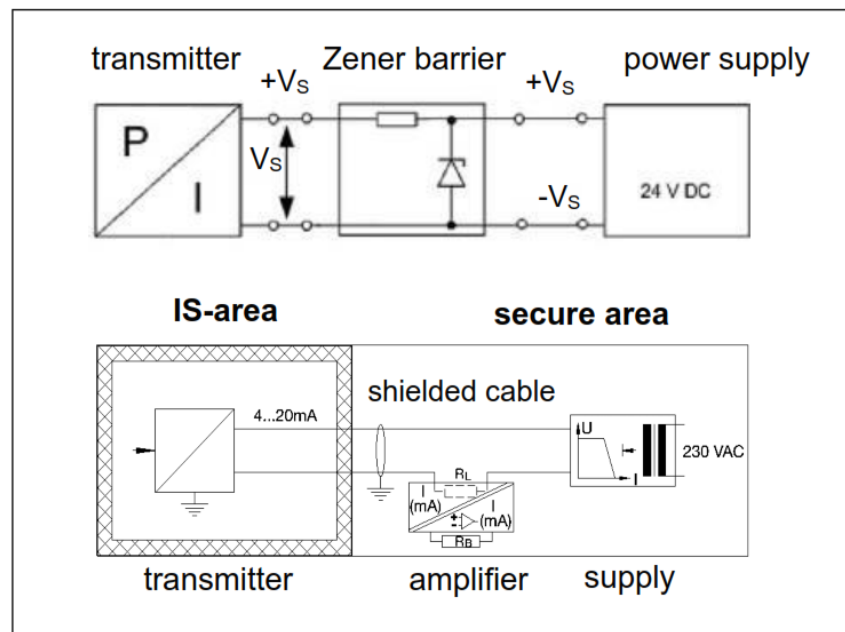 transmitter Zener barrier power supply
+Vs +Vs
P
Vs
I
-Vs
24 V DC
IS-area secure area
shielded cable
4...20mA
U
230 VAC
I
RL
I (mA)
I (mA)
RB
transmitter amplifier supply